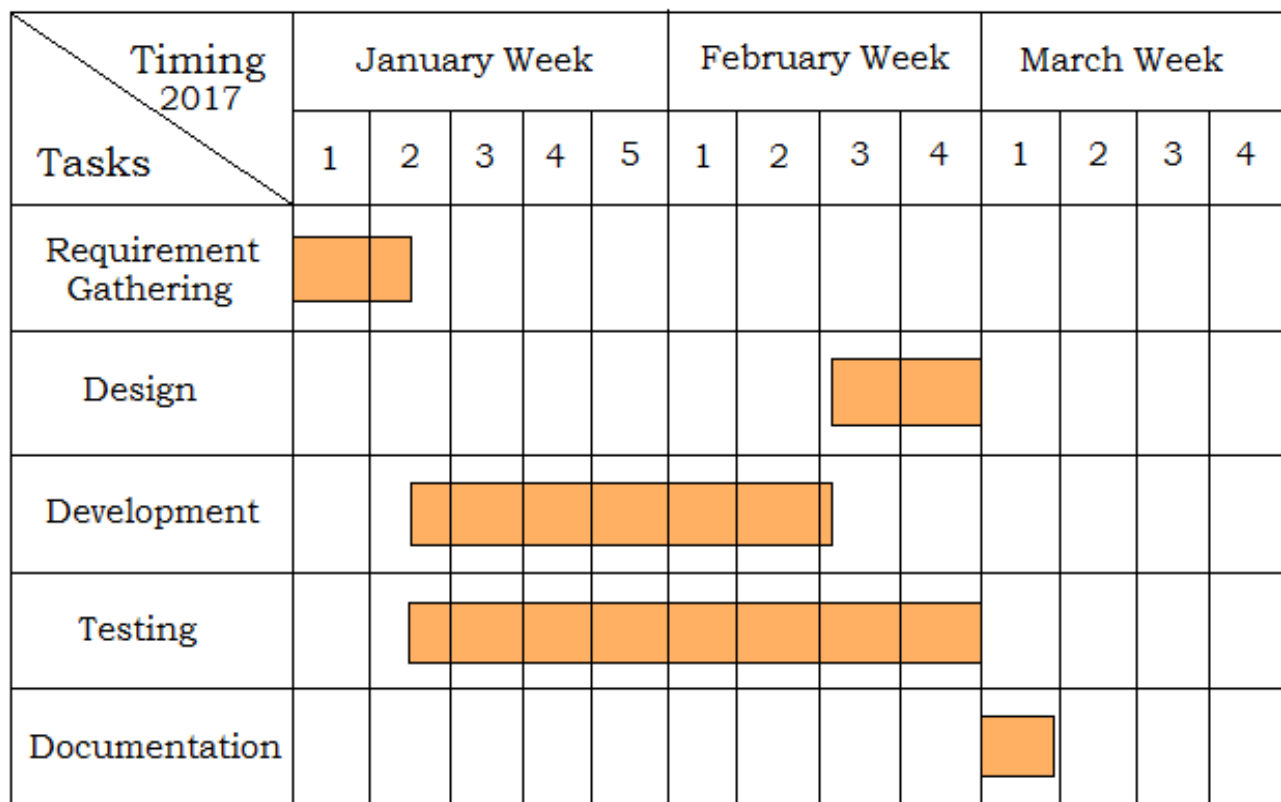 Timing
2017
Tasks
January Week
February Week
March Week
1 2 3 4 5 1 2 3 4 1 2 3 4
Requirement
Gathering
Design
Development
Testing
Documentation